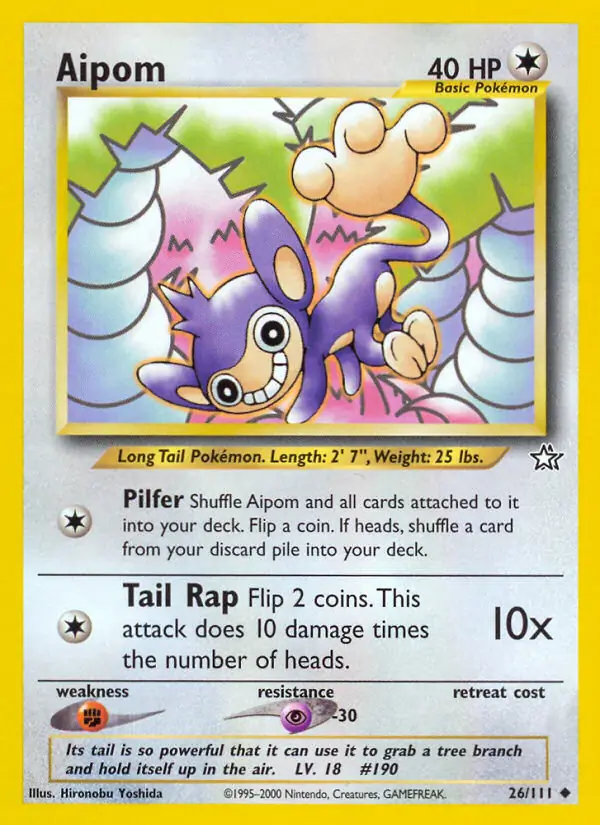 Aipom
40 HP
Basic Pokémon
Long Tail Pokémon. Length: 2' 7", Weight: 25 lbs.
Pilfer Shuffle Aipom and all cards attached to it
into your deck. Flip a coin. If heads, shuffle a card
from your discard pile into your deck.
Tail Rap Flip 2 coins. This
attack does 10 damage times
the number of heads.
10x
weakness
resistance
retreat cost
-30
Its tail is so powerful that it can use it to grab a tree branch
and hold itself up in the air. LV. 18 #190
Illus. Hironobu Yoshida
©1995-2000 Nintendo, Creatures, GAMEFREAK.
26/111